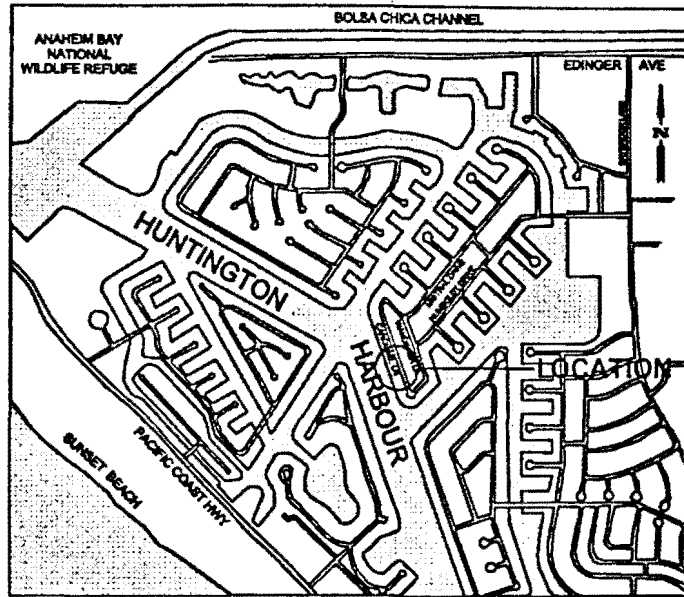 BOLSA CHICA CHANNEL
ANAHEIM BAY
NATIONAL
WILDLIFE REFUGE
EDINGER AVE
N
HUNTINGTON
HARBOUR
LOCATION
PACIFIC COAST HWY
SUNSET BEACH